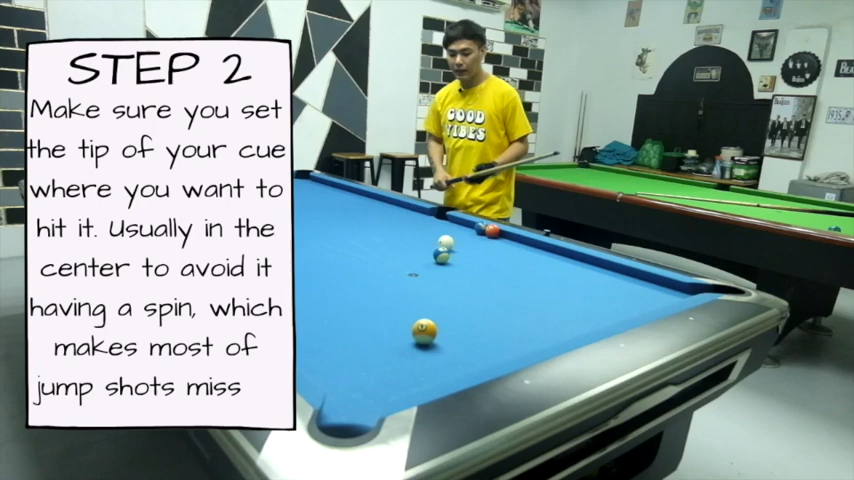 STEP 2
Make sure you set
the tip of your cue
where you want to
hit it. Usually in the
center to avoid it
having a spin, which
makes most of
jump shots miss
GOOD
VIBES